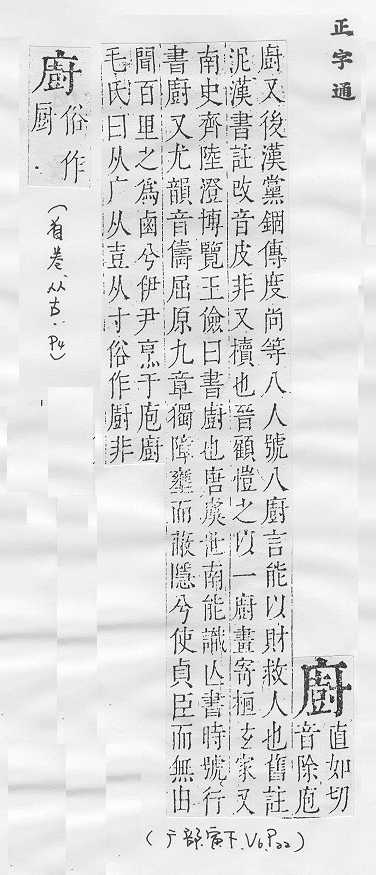 正字通
廚
直如切
音除庖
廚又後漢黨錮傳度尚等八人號八廚言能以財救人也舊註
泥漢書註改音皮非又櫝也晉顧愷之以一廚畫寄桓玄家又
南史齊陸澄博覽王儉曰書廚也唐虞世南能識亾書時號行
書廚又尤韻音儔屈原九章獨障壅而蔽隱兮使貞臣而無由
聞百里之爲鹵兮伊尹烹于庖廚
毛氏曰从广从壴从寸俗作厨非
(广部.寅下.V6.P22)
廚
俗作
厨
(首卷.从古.P4)